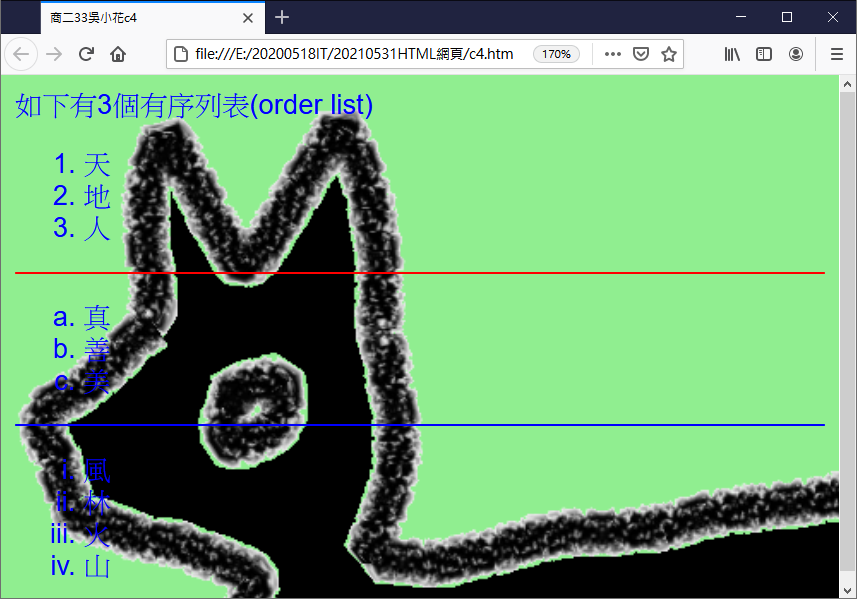 商二33吳小花c4
file:///E:/20200518IT/20210531HTML網頁/c4.htm
170%
如下有3個有序列表(order list)
1. 天
2. 地
3. 人
a. 真
b. 善
c. 美
i. 風
ii. 林
iii. 火
iv. 山